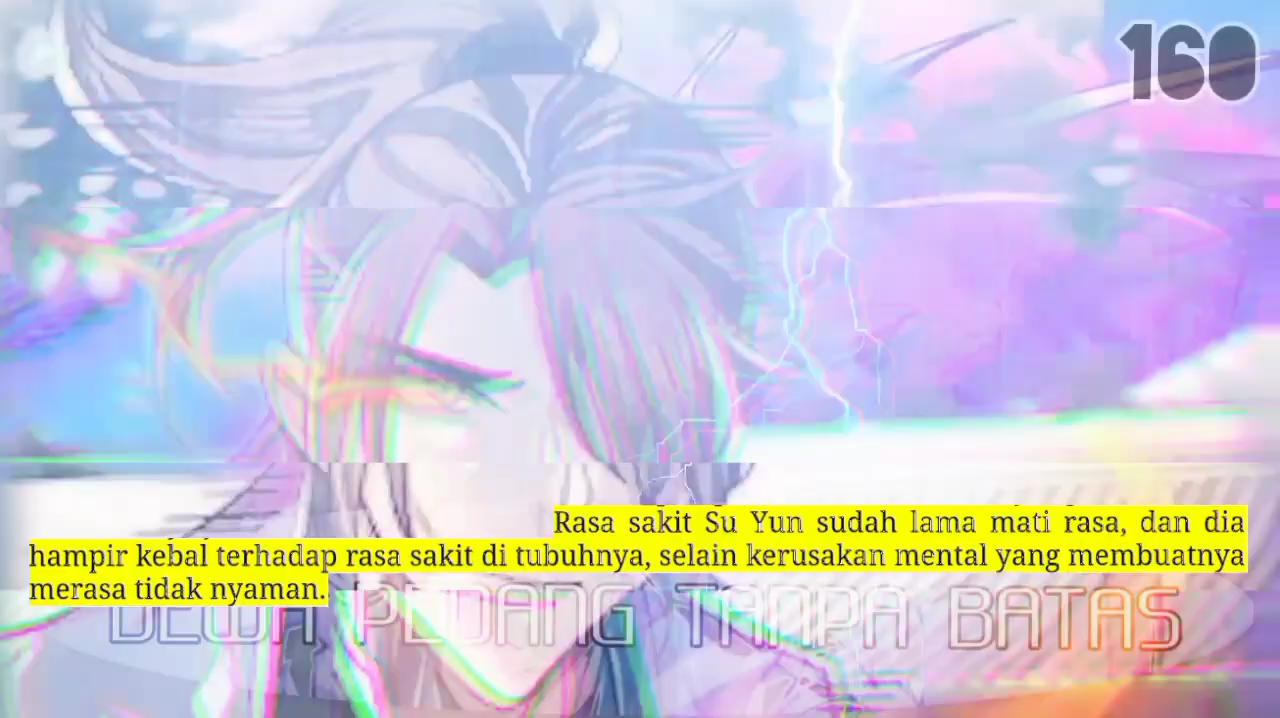 160
Rasa sakit Su Yun sudah lama mati rasa, dan dia
hampir kebal terhadap rasa sakit di tubuhnya, selain kerusakan mental yang membuatnya
merasa tidak nyaman.
DEWA PEDANG TANPA BATAS